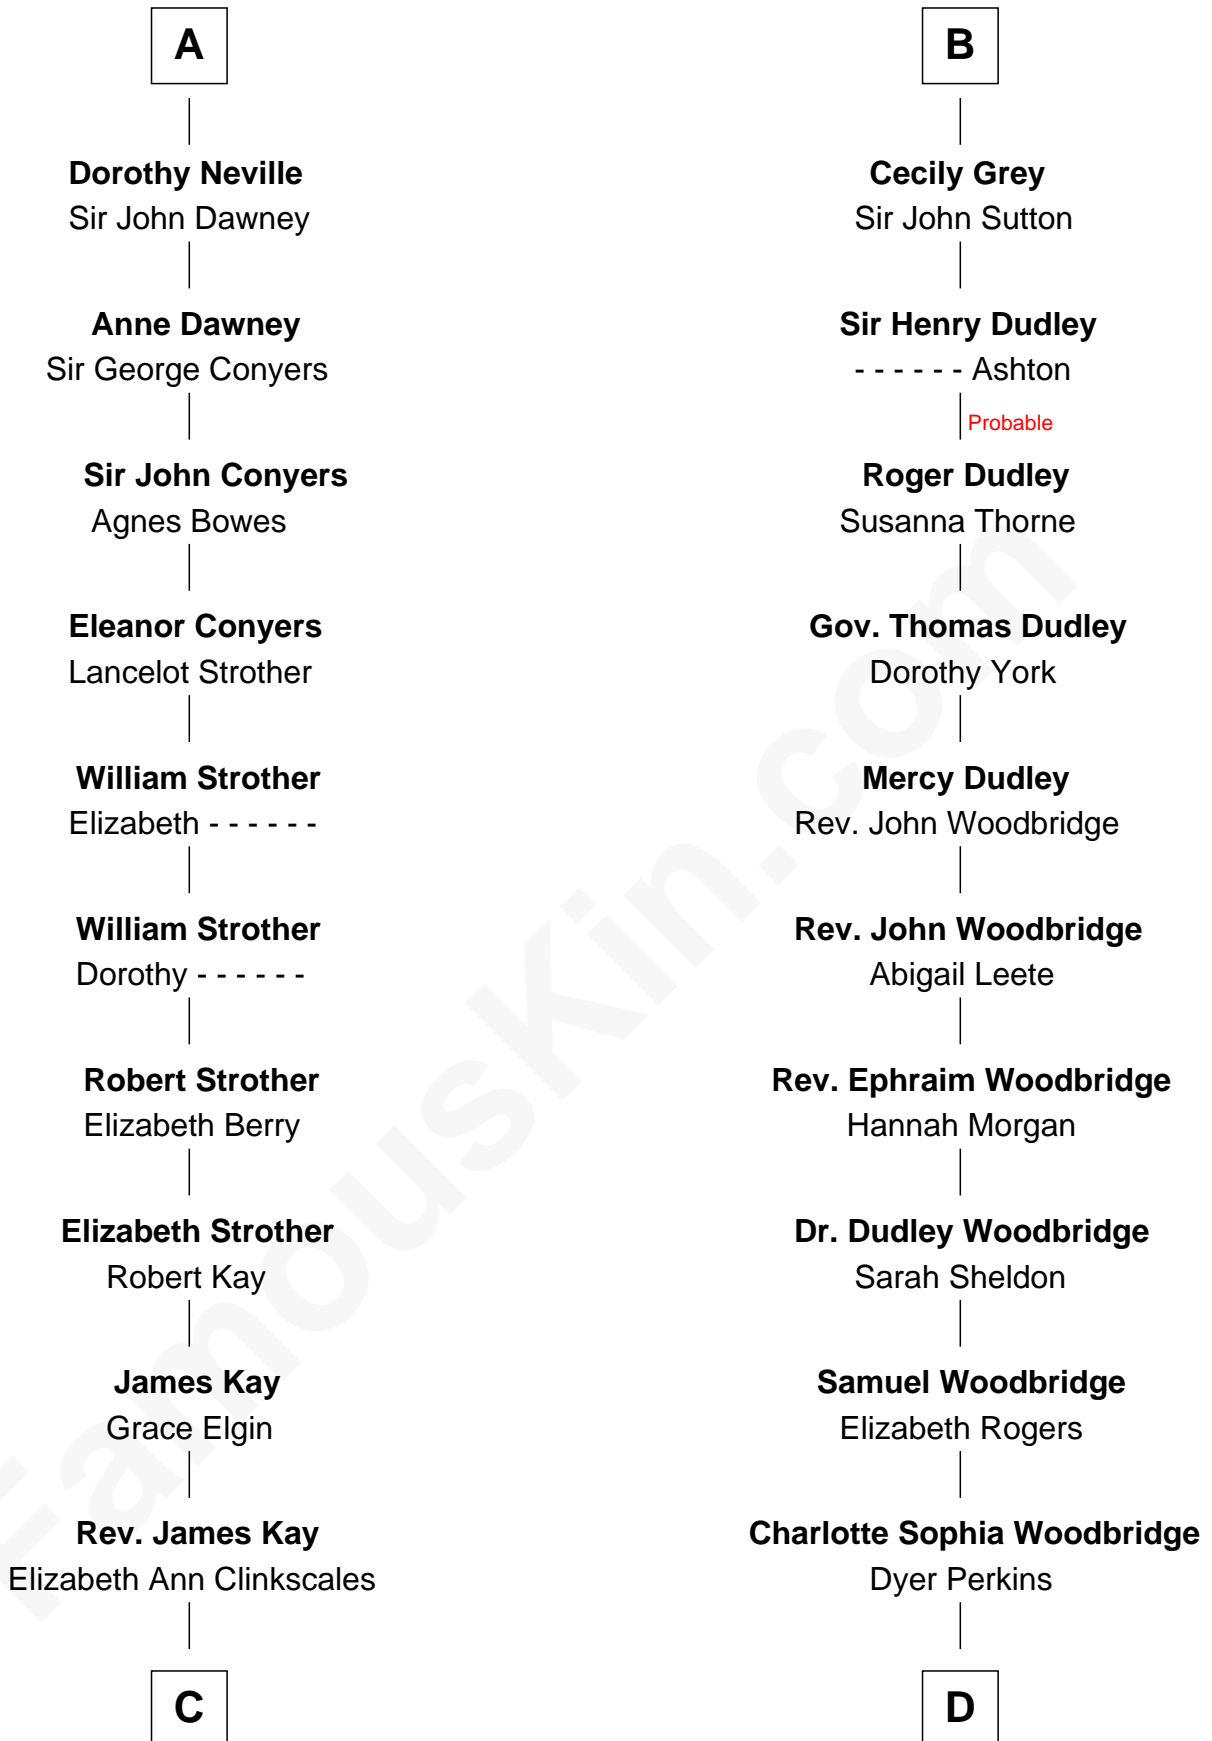 A
Dorothy Neville
Sir John Dawney
Anne Dawney
Sir George Conyers
Sir John Conyers
Agnes Bowes
Eleanor Conyers
Lancelot Strother
William Strother
Elizabeth - - - - - -
William Strother
Dorothy - - - - - -
Robert Strother
Elizabeth Berry
Elizabeth Strother
Robert Kay
James Kay
Grace Elgin
Rev. James Kay
Elizabeth Ann Clinkscales
C
B
Cecily Grey
Sir John Sutton
Sir Henry Dudley
- - - - - - Ashton
Probable
Roger Dudley
Susanna Thorne
Gov. Thomas Dudley
Dorothy York
Mercy Dudley
Rev. John Woodbridge
Rev. John Woodbridge
Abigail Leete
Rev. Ephraim Woodbridge
Hannah Morgan
Dr. Dudley Woodbridge
Sarah Sheldon
Samuel Woodbridge
Elizabeth Rogers
Charlotte Sophia Woodbridge
Dyer Perkins
D
FamousKin.com